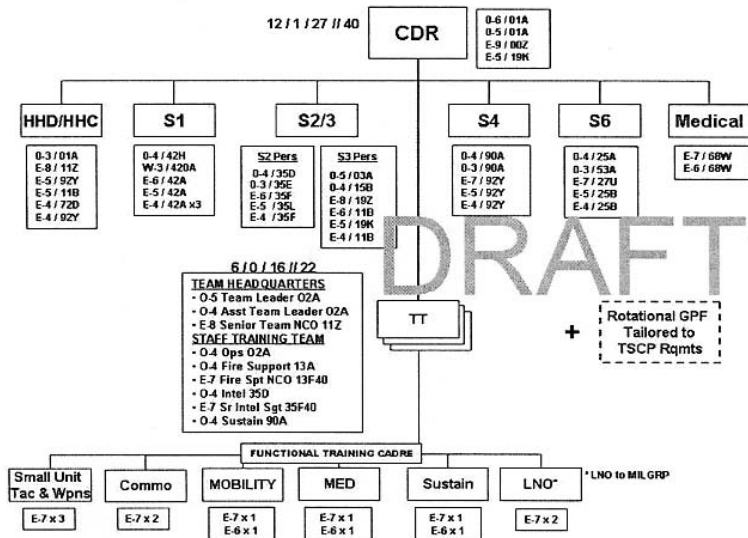 12 / 1 / 27 // 40
CDR
0-6 / 01A
0-5 / 01A
E-9 / 00Z
E-5 / 19K
HHD/HHC
S1
S2/3
S4
S6
Medical
0-3 / 01A
E-8 / 11Z
E-5 / 92Y
E-5 / 11B
E-4 / 72D
E-4 / 92Y
0-4 / 42H
W-3 / 420A
E-6 / 42A
E-5 / 42A
E-4 / 42A x3
S2 Pers
0-4 / 35D
0-3 / 35E
E-6 / 35F
E-5 / 35L
E-4 / 35F
S3 Pers
0-5 / 03A
0-4 / 15B
E-8 / 19Z
E-6 / 11B
E-5 / 19K
E-4 / 11B
0-4 / 90A
0-3 / 90A
E-7 / 92Y
E-5 / 92Y
E-4 / 92Y
0-4 / 25A
0-3 / 53A
E-7 / 27U
E-5 / 25B
E-4 / 25B
E-7 / 68W
E-6 / 68W
DRAFT
6 / 0 / 16 // 22
TEAM HEADQUARTERS
- O-5 Team Leader O2A
- O-4 Asst Team Leader O2A
- E-8 Senior Team NCO 11Z
STAFF TRAINING TEAM
- O-4 Ops O2A
- O-4 Fire Support 13A
- E-7 Fire Spt NCO 13F40
- O-4 Intel 35D
- E-7 Sr Intel Sgt 35F40
- O-4 Sustain 90A
TT
+
Rotational GPF
Tailored to
TSCP Rqmts
FUNCTIONAL TRAINING CADRE
Small Unit
Tac & Wpns
Commo
MOBILITY
MED
Sustain
LNO*
* LNO to MILGRP
E-7 x 3
E-7 x 2
E-7 x 1
E-6 x 1
E-7 x 1
E-6 x 1
E-7 x 1
E-6 x 1
E-7 x 2